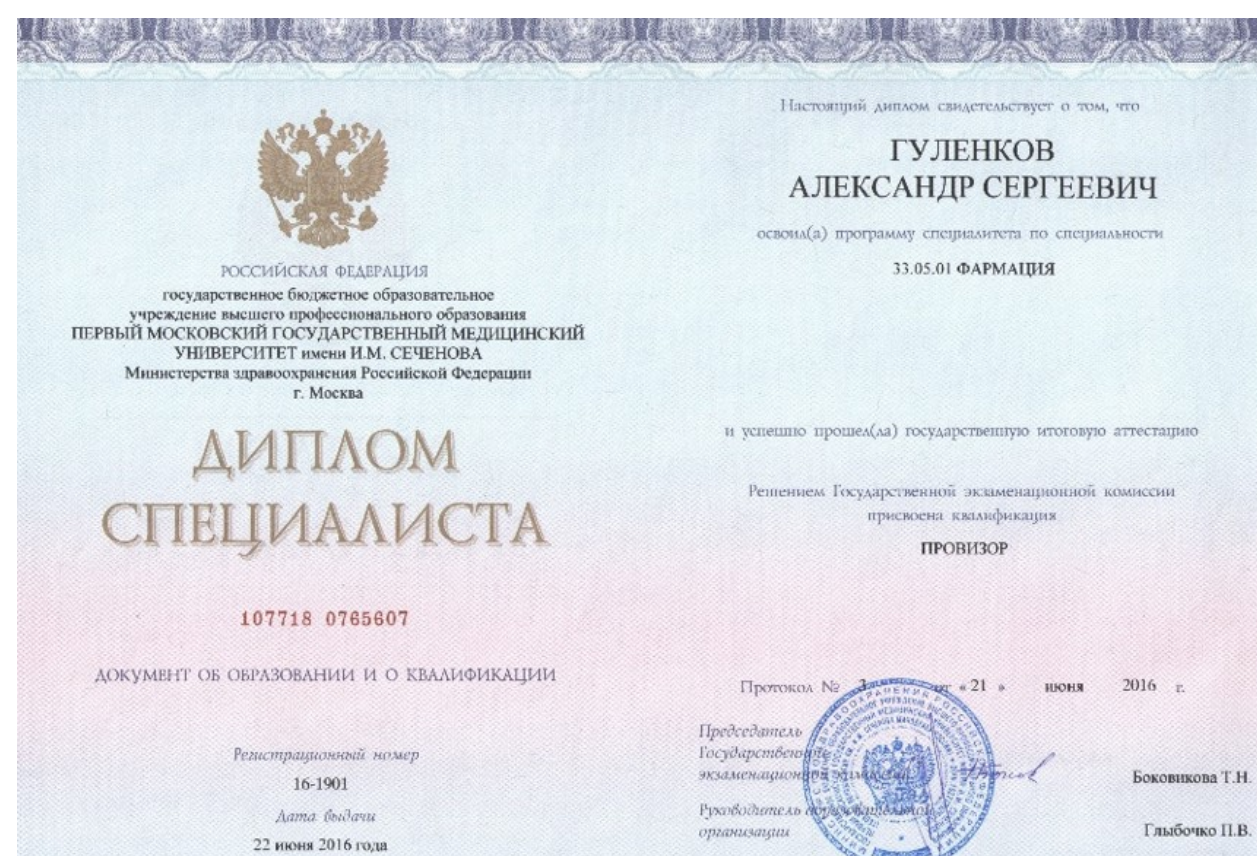 РОССИЙСКАЯ ФЕДЕРАЦИЯ
государственное бюджетное образовательное
учреждение высшего профессионального образования
ПЕРВЫЙ МОСКОВСКИЙ ГОСУДАРСТВЕННЫЙ МЕДИЦИНСКИЙ
УНИВЕРСИТЕТ имени И.М. СЕЧЕНОВА
Министерства здравоохранения Российской Федерации
г. Москва
ДИПЛОМ
СПЕЦИАЛИСТА
107718 0765607
ДОКУМЕНТ ОБ ОБРАЗОВАНИИ И О КВАЛИФИКАЦИИ
Регистрационный номер
16-1901
Дата выдачи
22 июня 2016 года
Настоящий диплом свидетельствует о том, что
ГУЛЕНКОВ
АЛЕКСАНДР СЕРГЕЕВИЧ
освоил(а) программу специалитета по специальности
33.05.01 ФАРМАЦИЯ
и успешно прошел(ла) государственную итоговую аттестацию
Решением Государственной экзаменационной комиссии
присвоена квалификация
ПРОВИЗОР
Протокол № 3 от «21» июня 2016 г.
Председатель
Государственной
экзаменационной комиссии Боковикова Т.Н.
Руководитель образовательной
организации Глыбочко П.В.